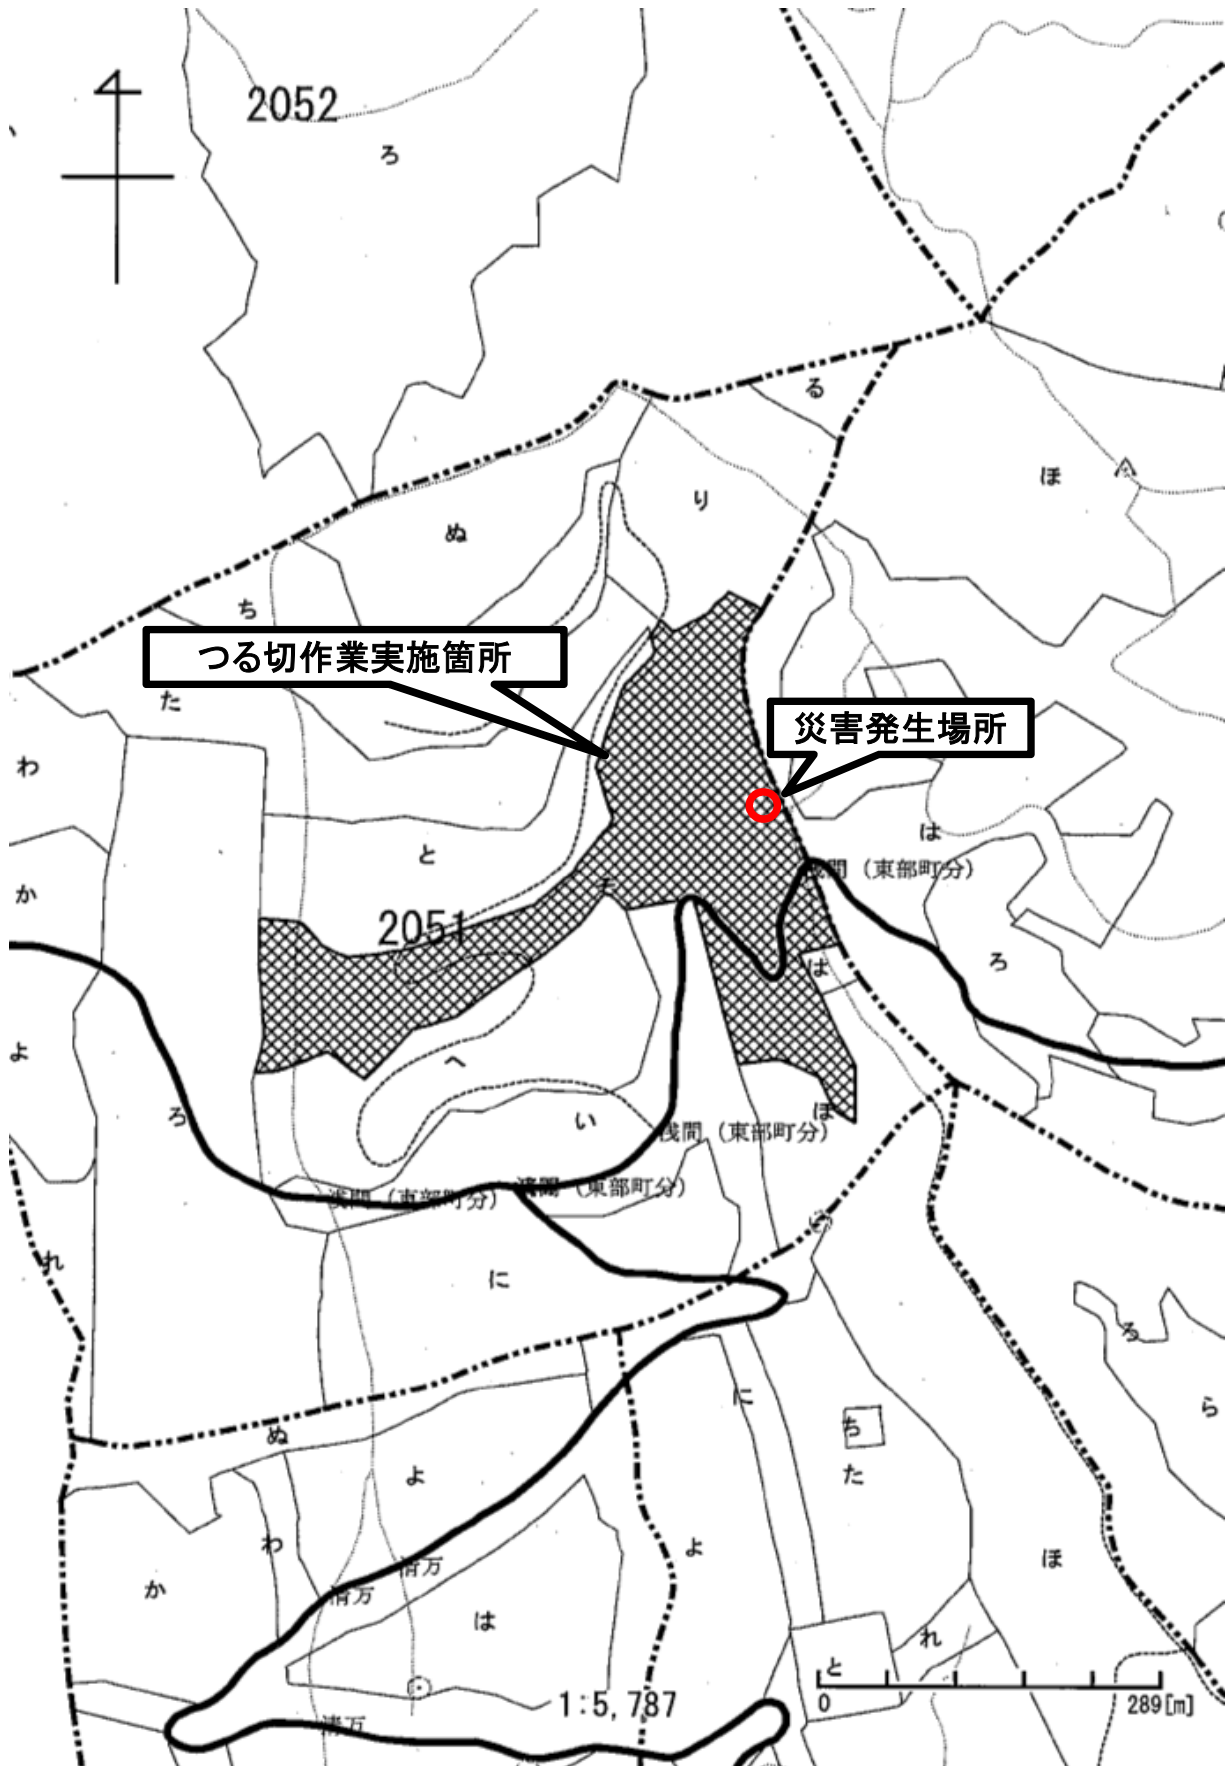 2052
ろ
る
ほ
り
ぬ
ち
つる切作業実施箇所
た
災害発生場所
わ
は
と
浅間（東部町分）
か
2051
ろ
は
よ
へ
ろ
い
ほ
浅間（東部町分）
浅間（東部町分）
浅間（東部町分）
れ
に
ろ
に
ら
ぬ
ち
よ
た
わ
よ
ほ
清万
か
清万
は
れ
と
1:5,787
0
289[m]
清万